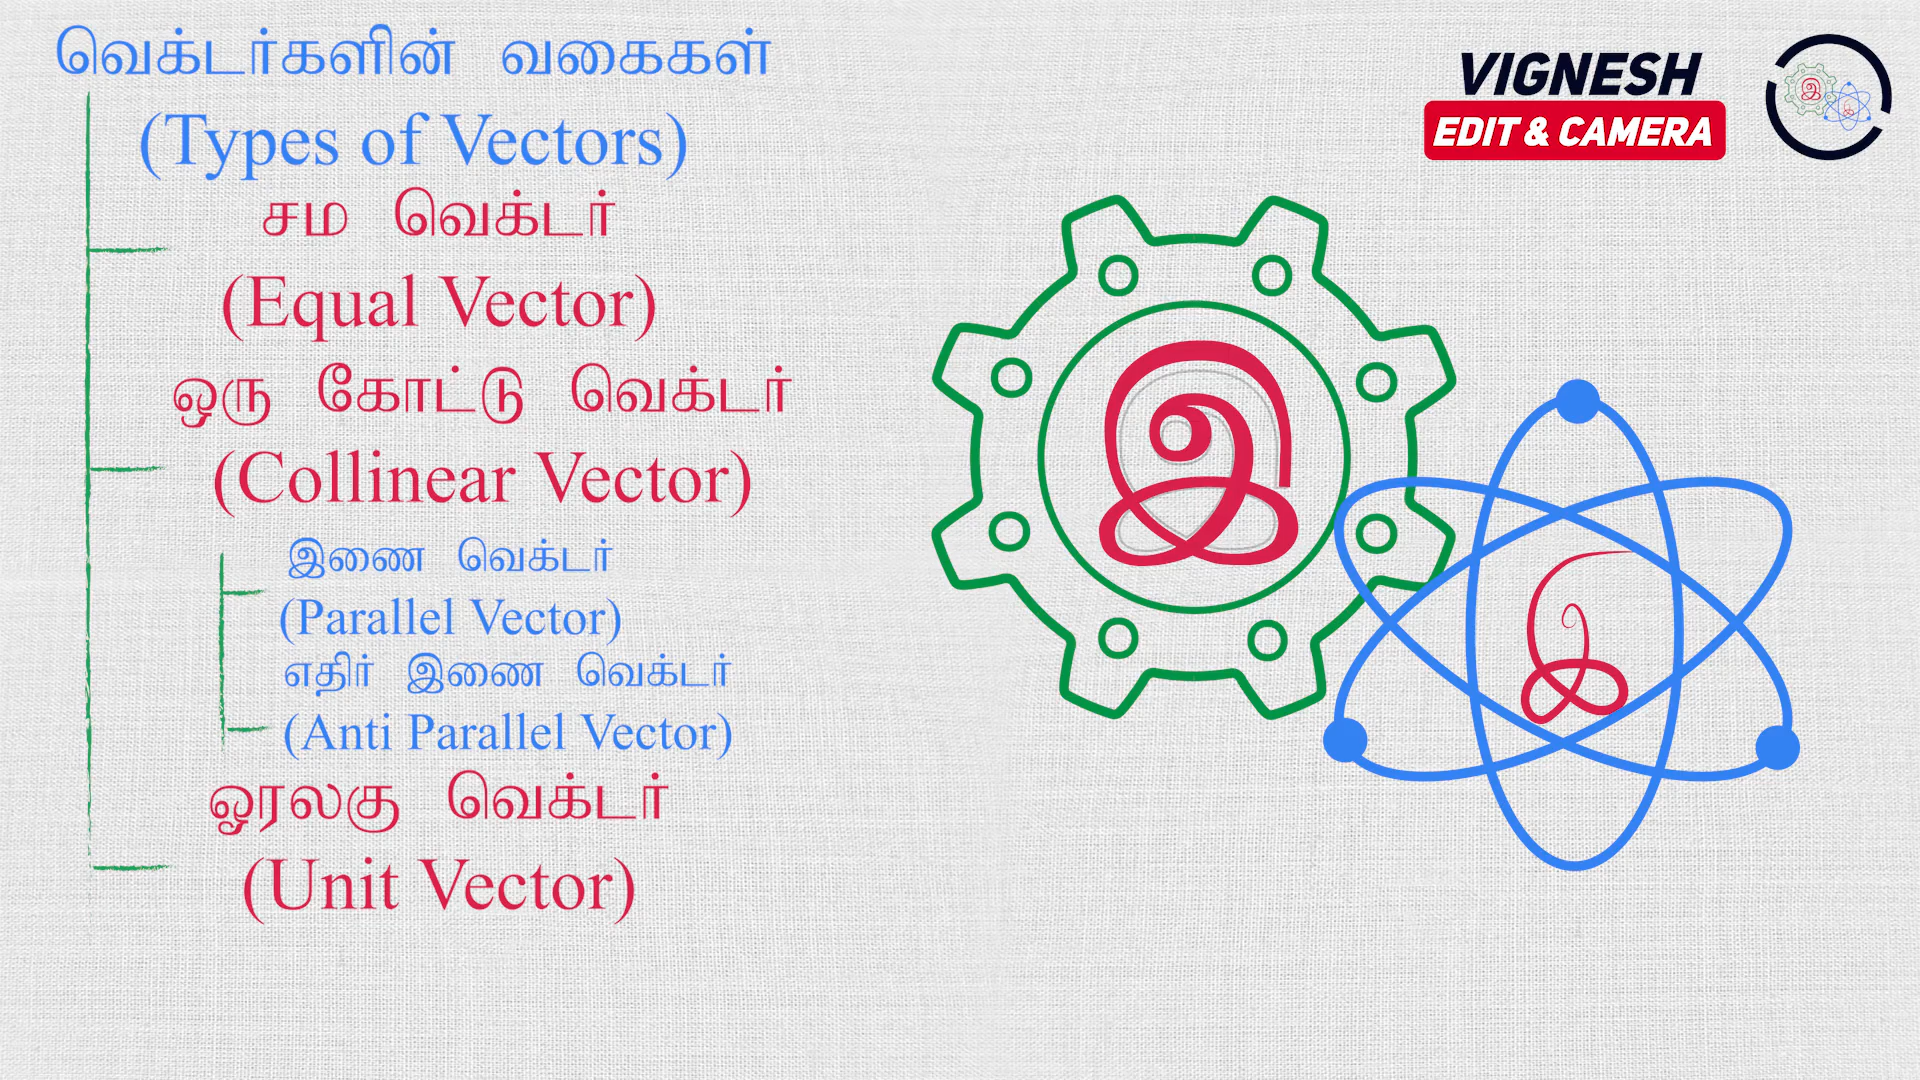 வெக்டர்களின் வகைகள்
(Types of Vectors)
சம வெக்டர்
(Equal Vector)
ஒரு கோட்டு வெக்டர்
(Collinear Vector)
இணை வெக்டர்
(Parallel Vector)
எதிர் இணை வெக்டர்
(Anti Parallel Vector)
ஓரலகு வெக்டர்
(Unit Vector)
VIGNESH
EDIT & CAMERA
இ
இ
இ
இ